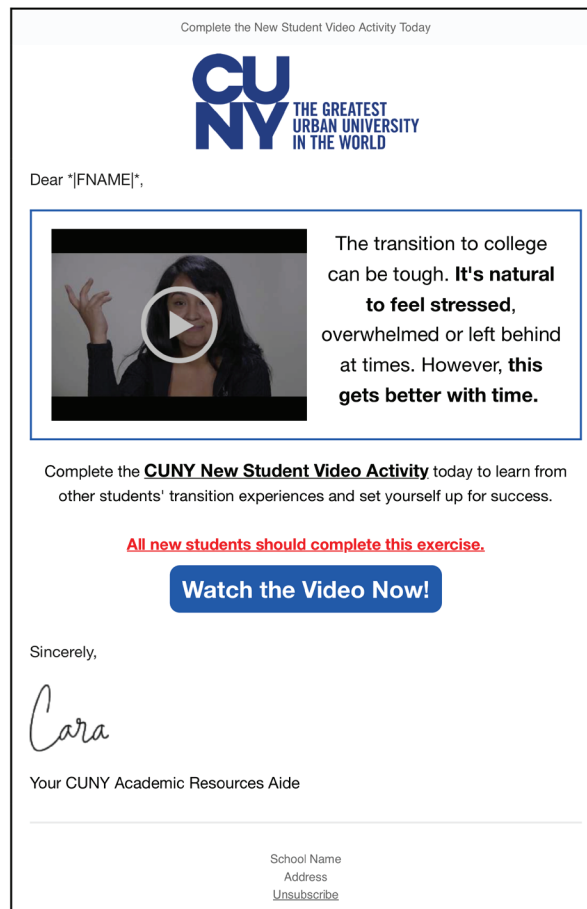 Complete the New Student Video Activity Today
CU
NY
THE GREATEST
URBAN UNIVERSITY
IN THE WORLD
Dear *|FNAME|*,
The transition to college
can be tough. It's natural
to feel stressed,
overwhelmed or left behind
at times. However, this
gets better with time.
Complete the CUNY New Student Video Activity today to learn from
other students' transition experiences and set yourself up for success.
All new students should complete this exercise.
Watch the Video Now!
Sincerely,
Cara
Your CUNY Academic Resources Aide
School Name
Address
Unsubscribe